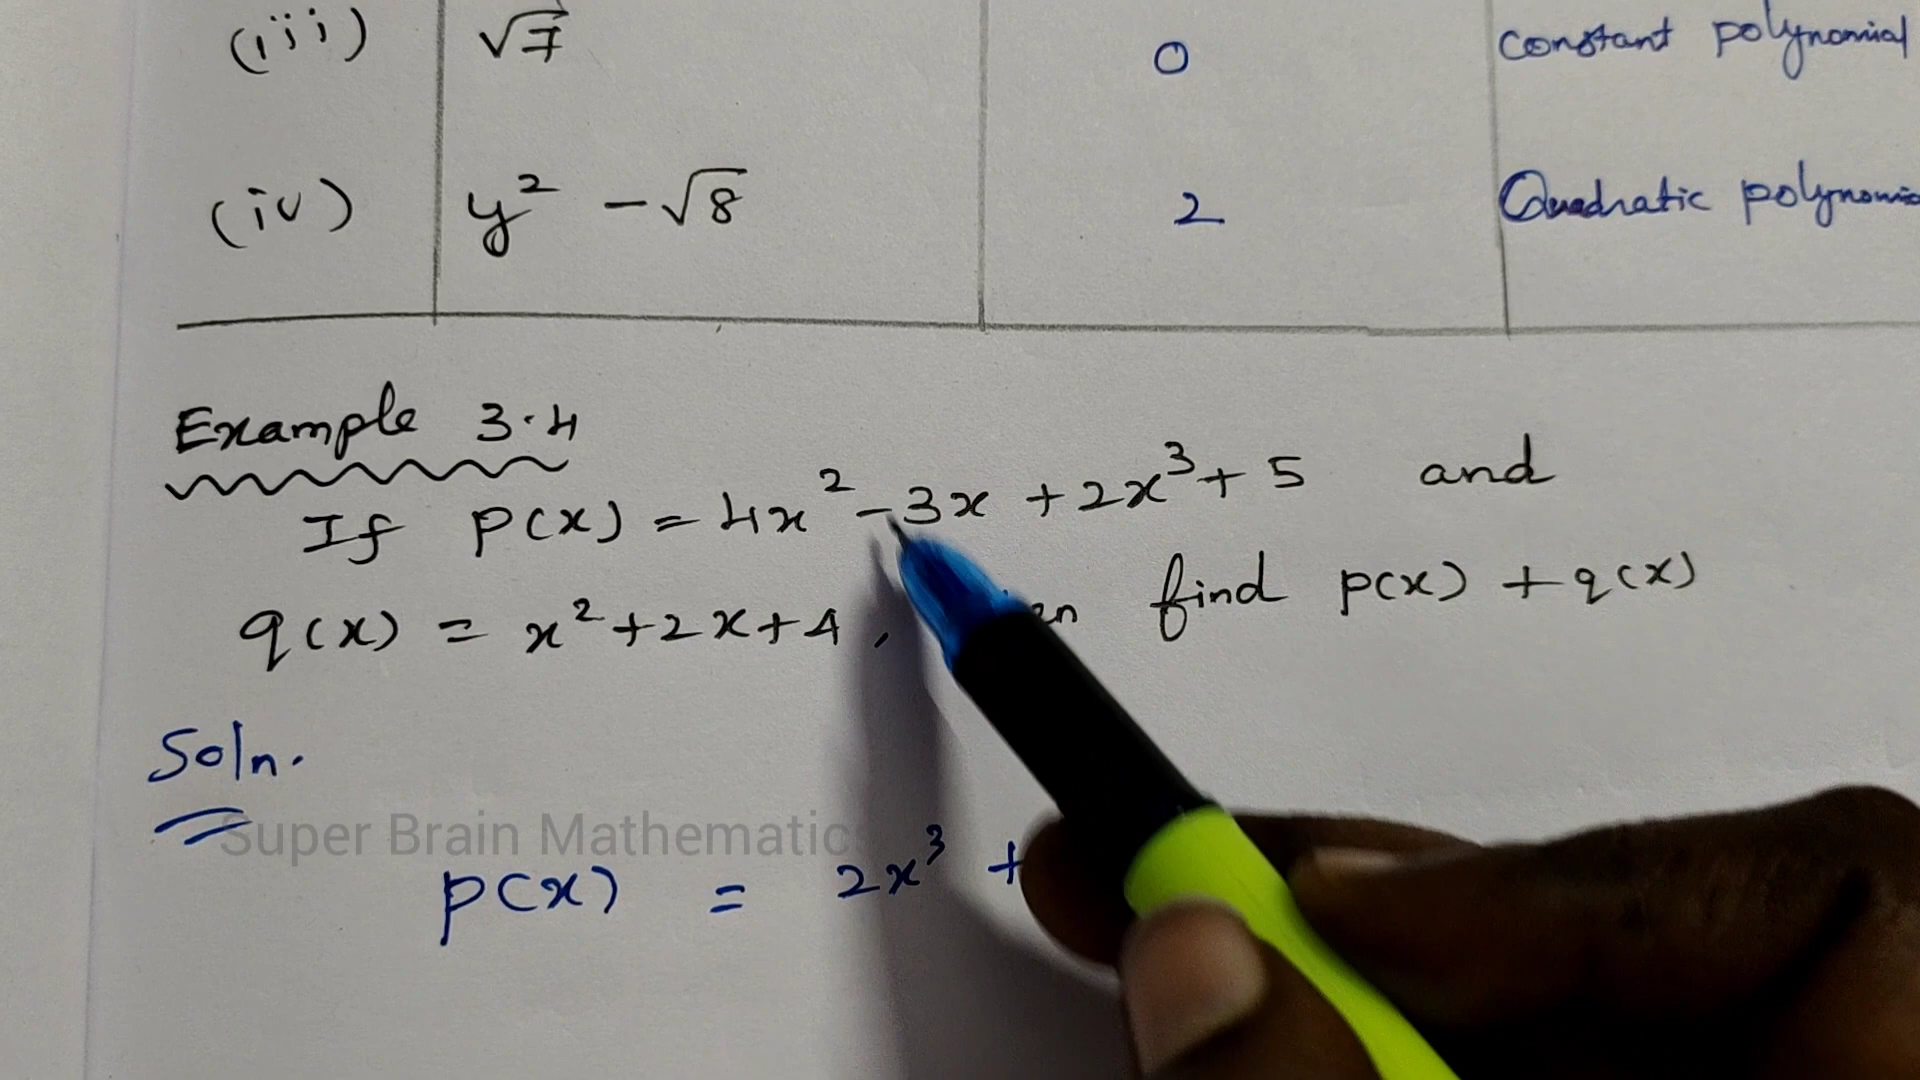 (iii) √7 0 constant polynomial
(iv) y² - √8 2 Quadratic
Example 3.4
If p(x) = 4x² - 3x + 2x³ + 5 and
q(x) = x² + 2x + 4, find p(x) + q(x)
Soln.
Super Brain Mathematic
p(x) = 2x³ +